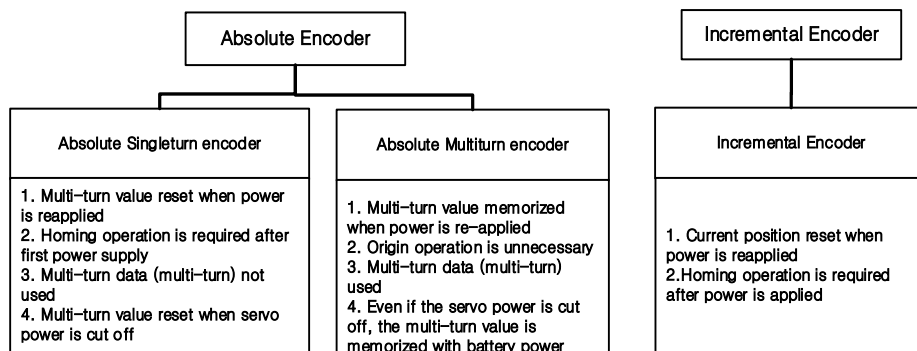 Absolute Encoder
Incremental Encoder
Absolute Singleturn encoder
1. Multi-turn value reset when power
is reapplied
2. Homing operation is required after
first power supply
3. Multi-turn data (multi-turn) not
used
4. Multi-turn value reset when servo
power is cut off
Absolute Multiturn encoder
1. Multi-turn value memorized
when power is re-applied
2. Origin operation is unnecessary
3. Multi-turn data (multi-turn)
used
4. Even if the servo power is cut
off, the multi-turn value is
memorized with battery power
Incremental Encoder
1. Current position reset when
power is reapplied
2.Homing operation is required
after power is applied